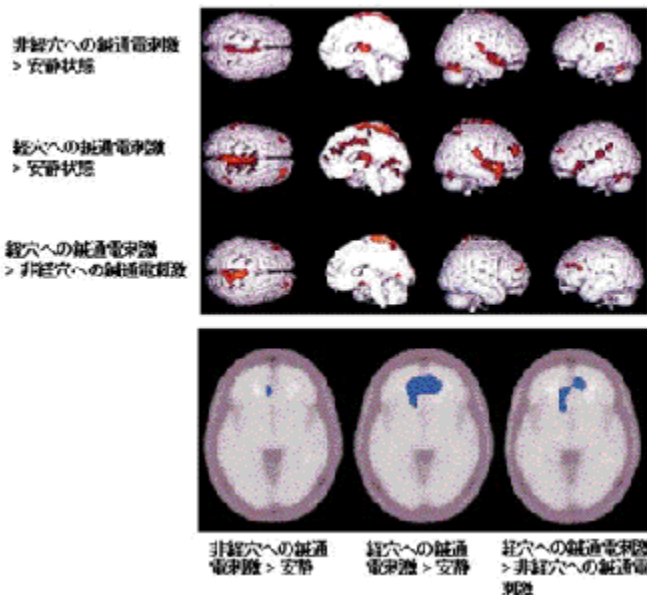 非経穴への鍼通電刺激
> 安静状態
経穴への鍼通電刺激
> 安静状態
経穴への鍼通電刺激
> 非経穴への鍼通電刺激
非経穴への鍼通
電刺激 > 安静
経穴への鍼通
電刺激 > 安静
経穴への鍼通電刺激
> 非経穴への鍼通電
刺激